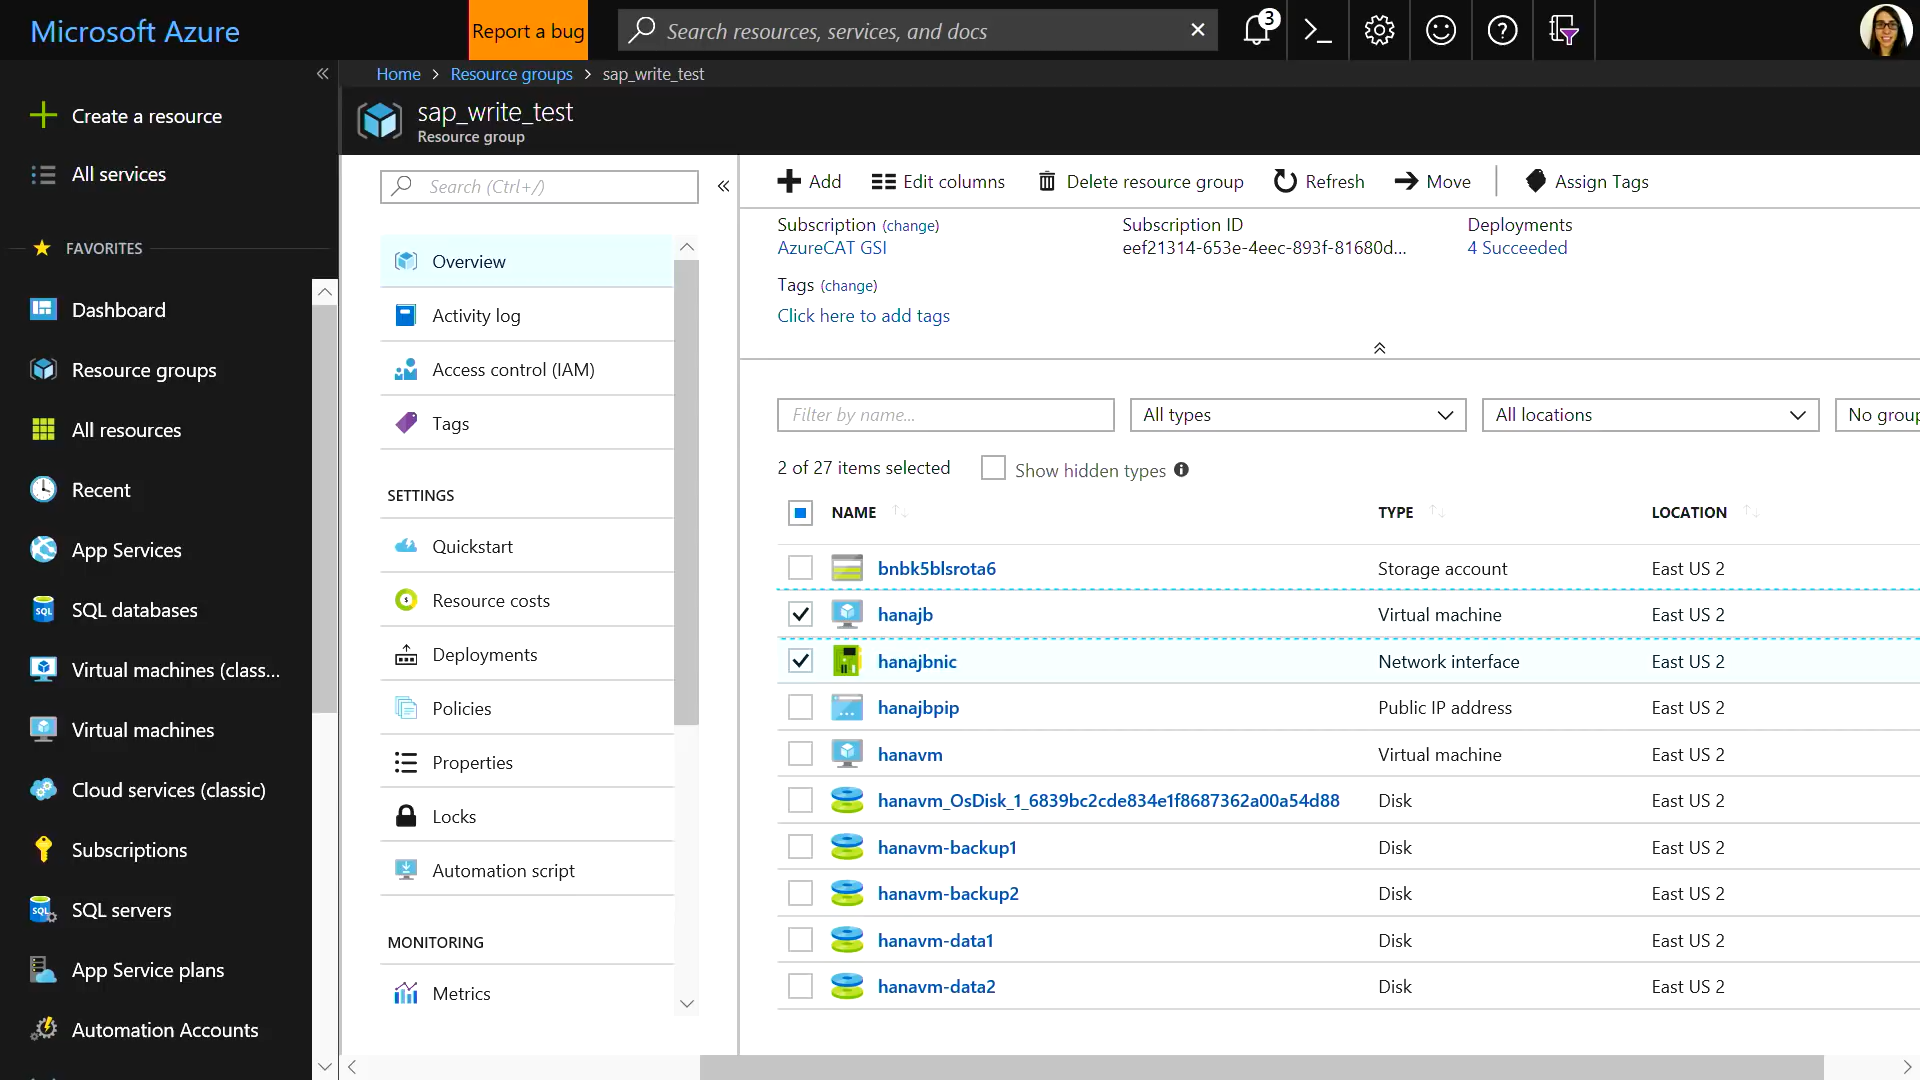 Microsoft Azure
Report a bug
Search resources, services, and docs
3
Home > Resource groups > sap_write_test
sap_write_test
Resource group
Create a resource
All services
FAVORITES
Dashboard
Resource groups
All resources
Recent
App Services
SQL databases
Virtual machines (class...
Virtual machines
Cloud services (classic)
Subscriptions
SQL servers
App Service plans
Automation Accounts
Search (Ctrl+/)
Overview
Activity log
Access control (IAM)
Tags
SETTINGS
Quickstart
Resource costs
Deployments
Policies
Properties
Locks
Automation script
MONITORING
Metrics
Add Edit columns Delete resource group Refresh Move Assign Tags
Subscription (change) Subscription ID Deployments
AzureCAT GSI eef21314-653e-4eec-893f-81680d... 4 Succeeded
Tags (change)
Click here to add tags
Filter by name... All types All locations No group
2 of 27 items selected Show hidden types
NAME TYPE LOCATION
bnbk5blsrota6 Storage account East US 2
hanajb Virtual machine East US 2
hanajbnic Network interface East US 2
hanajbpip Public IP address East US 2
hanavm Virtual machine East US 2
hanavm_OsDisk_1_6839bc2cde834e1f8687362a00a54d88 Disk East US 2
hanavm-backup1 Disk East US 2
hanavm-backup2 Disk East US 2
hanavm-data1 Disk East US 2
hanavm-data2 Disk East US 2